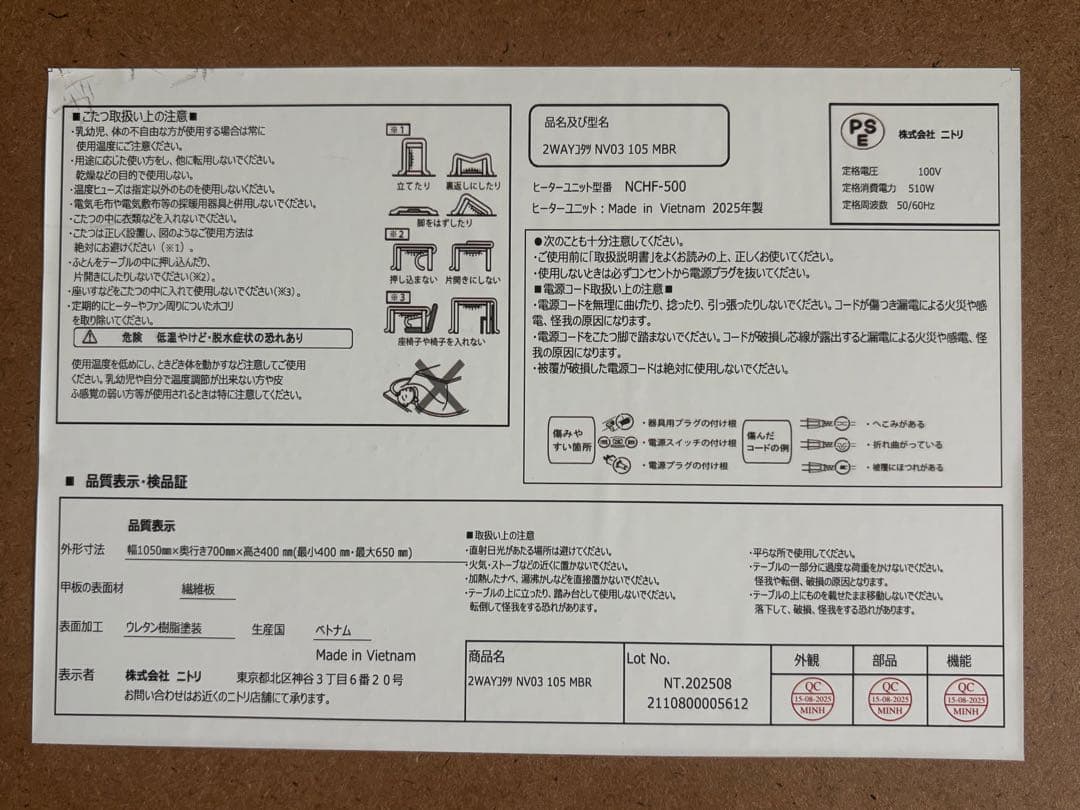 ■こたつ取扱い上の注意■
・乳幼児、体の不自由な方が使用する場合は常に
使用温度にご注意ください。
・用途に応じた使い方をし、他に転用しないでください。
乾燥などの目的で使用しない。
・温度ヒューズは指定以外のものを使用しないください。
・電気毛布や電気敷布等の採暖用器具と併用しないでください。
・こたつの中に衣類などを入れないでください。
・こたつは正しく設置し、図のようなご使用方法は
絶対にお避けください（※1）。
・ふとんをテーブルの中に押し込んだり、
片開きにしたりしないでください(※2)。
・座いすなどをこたつの中に入れて使用しないでください(※3)。
・定期的にヒーターやファン周りについたホコリ
を取り除いてください。
危険 低温やけど・脱水症状の恐れあり
使用温度を低めにし、ときどき体を動かすなど注意してご使用
ください。乳幼児や自分で温度調節が出来ない方や皮
ふ感覚の弱い方等が使用されるときは特に注意してください。
※1
立てたり 裏返しにしたり
脚をはずしたり
※2
押し込まない 片開きにしない
※3
座椅子や椅子を入れない
品名及び型名
2WAYｺﾀﾂ NV03 105 MBR
ヒーターユニット型番 NCHF-500
ヒーターユニット：Made in Vietnam 2025年製
PSE
株式会社 ニトリ
定格電圧 100V
定格消費電力 510W
定格周波数 50/60Hz
●次のことも十分注意してください。
・ご使用前に「取扱説明書」をよくお読みの上、正しくお使いてください。
・使用しないときは必ずコンセントから電源プラグを抜いてください。
■電源コード取扱い上の注意■
・電源コードを無理に曲げたり、捻ったり、引っ張ったりしないでください。コードが傷つき漏電による火災や感
電、怪我の原因になります。
・電源コードをこたつ脚で踏まないでください。コードが破損し芯線が露出すると漏電による火災や感電、怪
我の原因になります。
・被覆が破損した電源コードは絶対に使用しないでください。
傷みや
すい箇所
・器具用プラグの付け根
・電源スイッチの付け根
・電源プラグの付け根
傷んだ
コードの例
・へこみがある
・折れ曲がっている
・被覆にほつれがある
■ 品質表示・検品証
品質表示
外形寸法 幅1050㎜×奥行き700㎜×高さ400 ㎜(最小400 ㎜・最大650 ㎜)
甲板の表面材 繊維板
表面加工 ウレタン樹脂塗装 生産国 ベトナム
Made in Vietnam
表示者 株式会社 ニトリ 東京都北区神谷３丁目６番２０号
お問い合わせはお近くのニトリ店舗にて承ります。
■取扱い上の注意
・直射日光があたる場所は避けてください。
・火気・ストーブなどの近くに置かないでください。
・加熱したナベ、湯沸かしなどを直接置かないでください。
・テーブルの上に立ったり、踏み台として使用しないでください。
転倒して怪我をする恐れがあります。
・平らな所で使用してください。
・テーブルの一部分に過度な荷重をかけないでください。
怪我や転倒、破損の原因となります。
・テーブルの上にものを載せたまま移動しないでください。
落下して、破損、怪我をする恐れがあります。
商品名
2WAYｺﾀﾂ NV03 105 MBR
Lot No.
NT.202508
2110800005612
外観 部品 機能
QC
15-08-2025
MINH
QC
15-08-2025
MINH
QC
15-08-2025
MINH